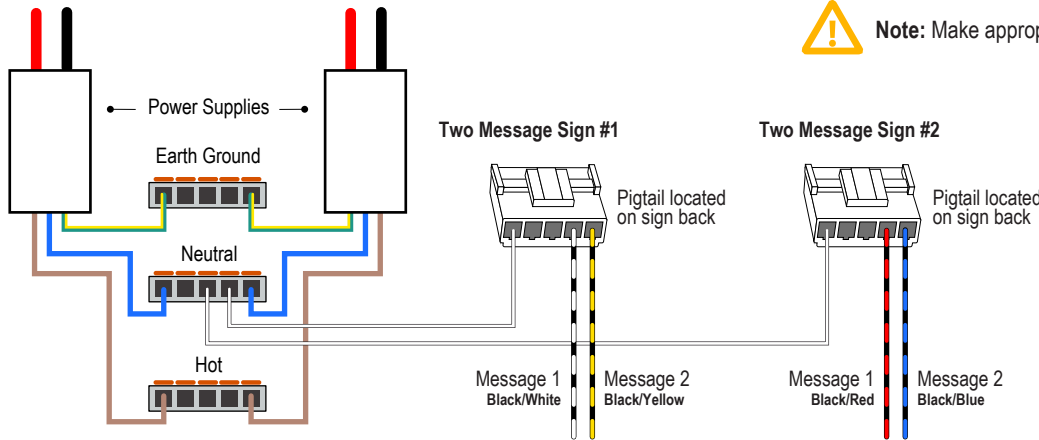 Note: Make approp
Power Supplies
Earth Ground
Neutral
Hot
Two Message Sign #1
Pigtail located
on sign back
Message 1
Black/White
Message 2
Black/Yellow
Two Message Sign #2
Pigtail located
on sign back
Message 1
Black/Red
Message 2
Black/Blue